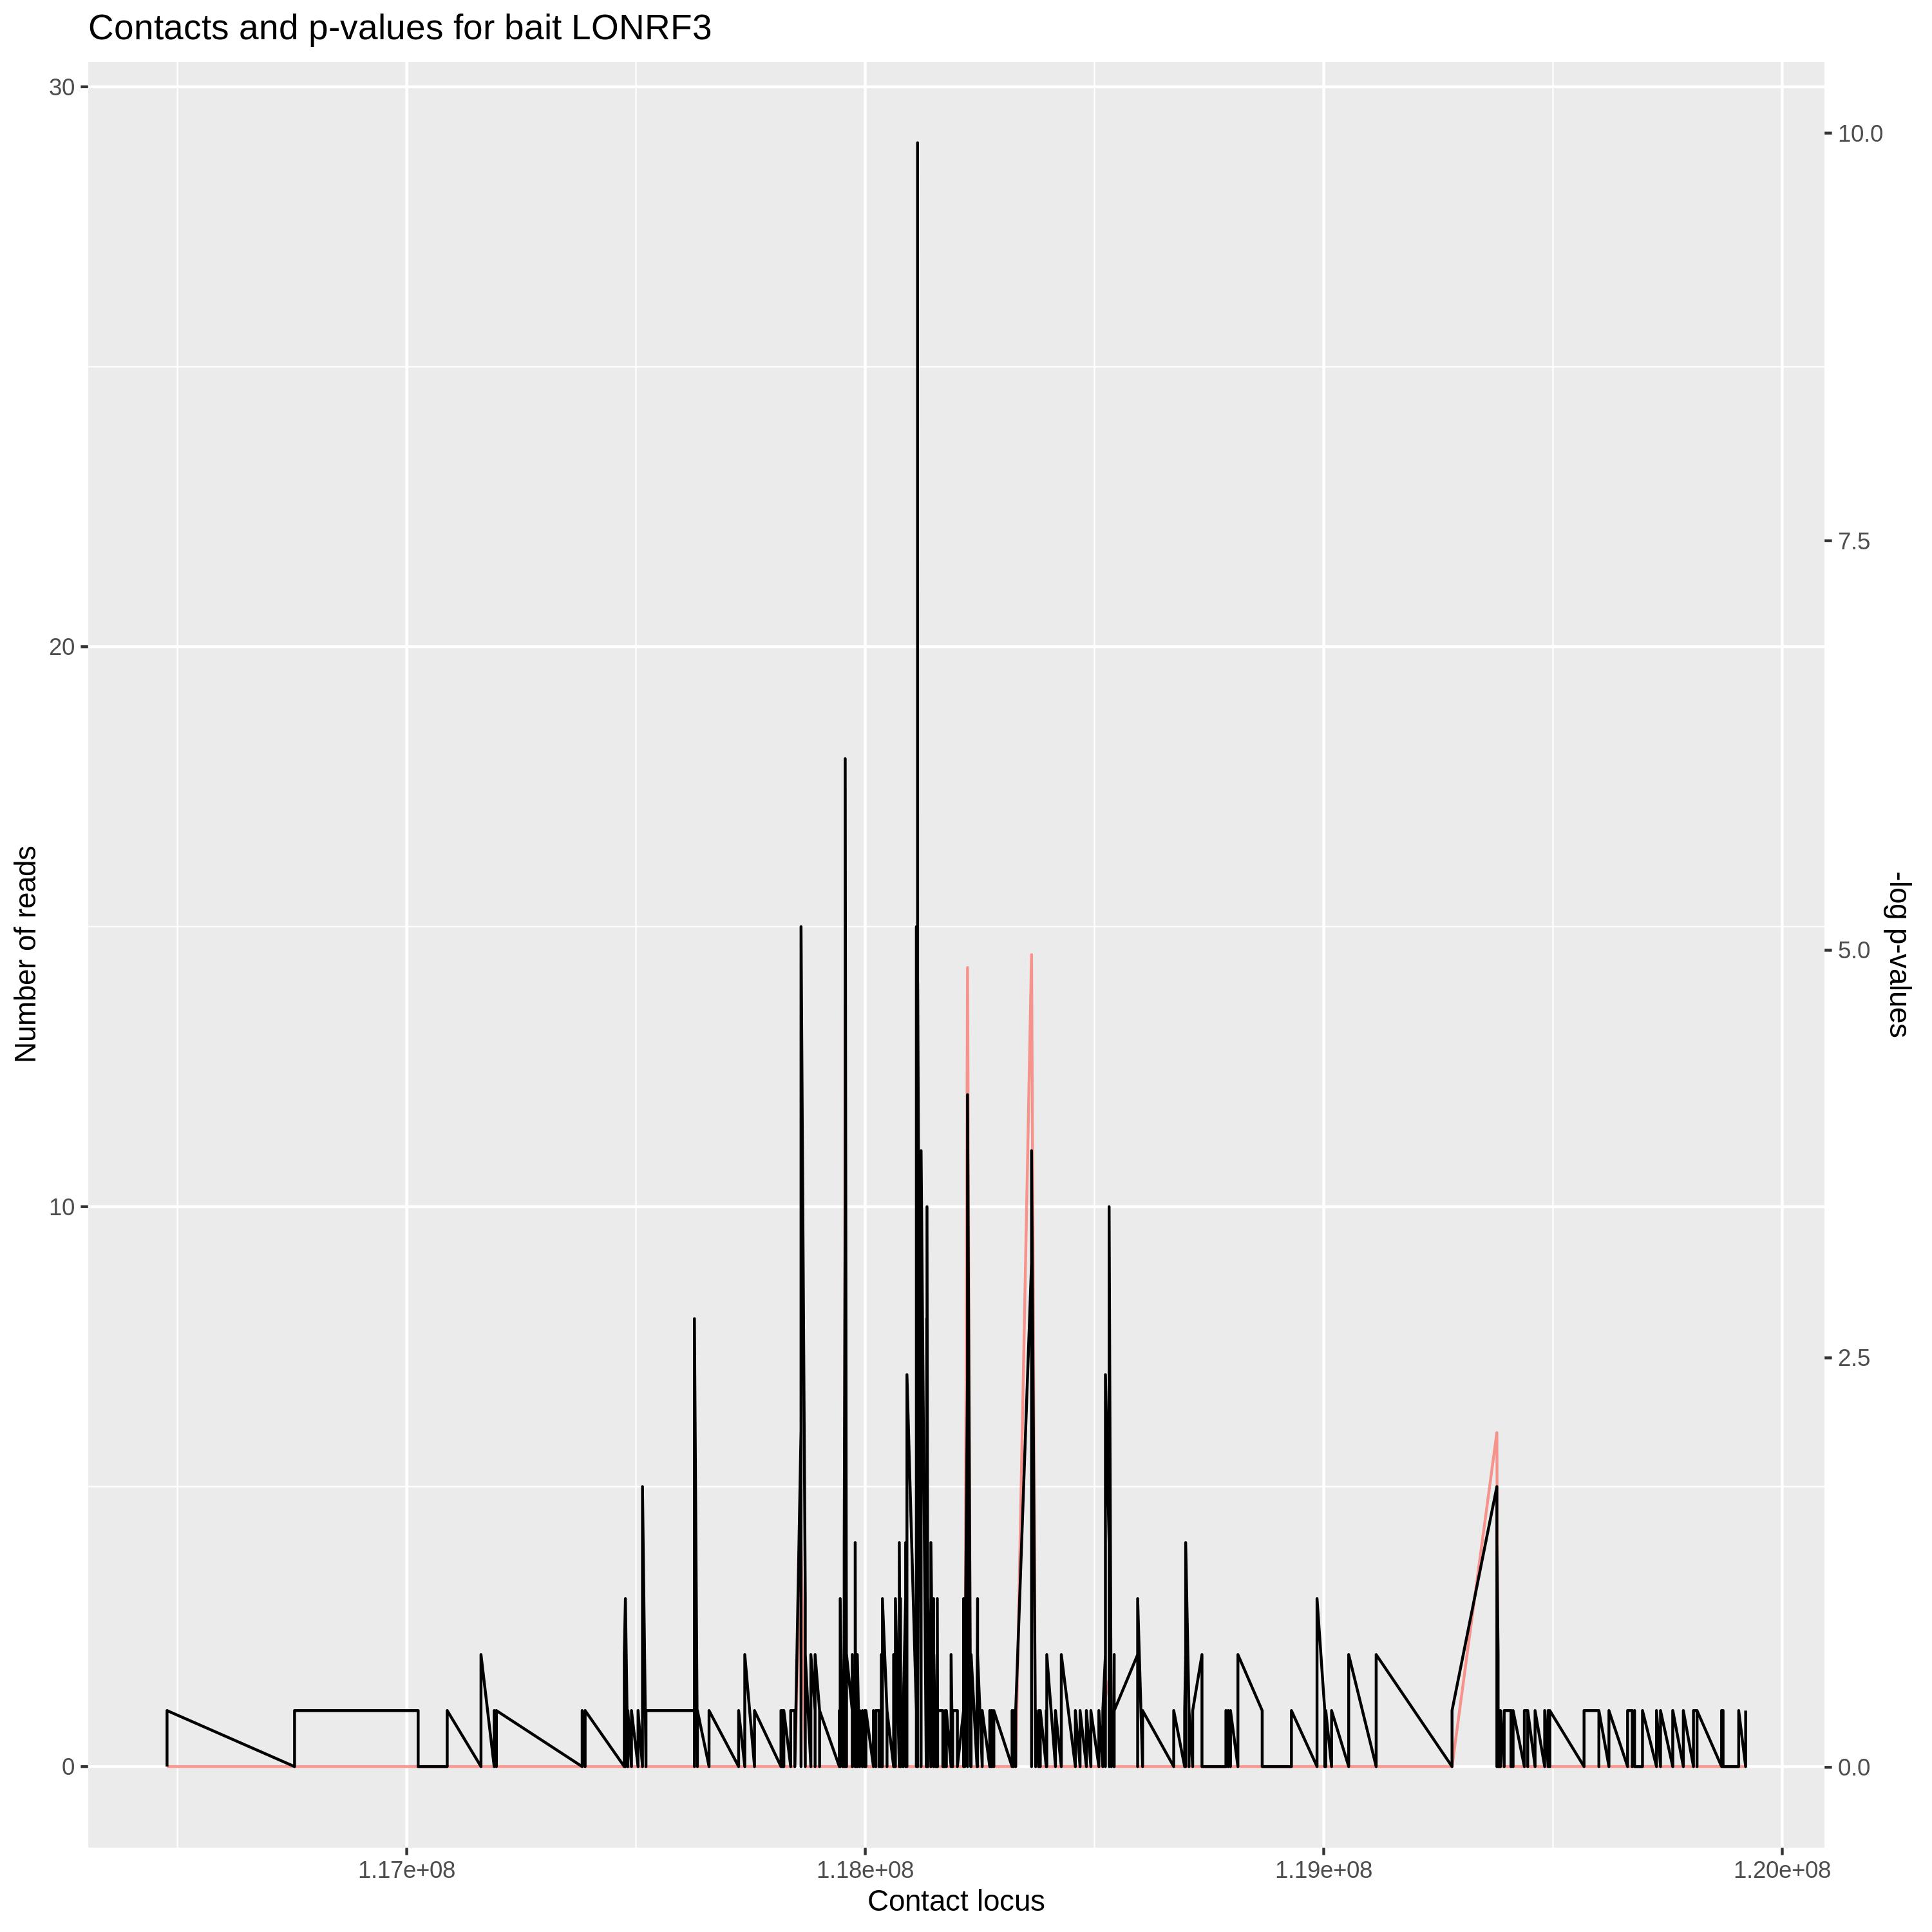 Contacts and p-values for bait LONRF3
30
20
10
0
Number of reads
10.0
7.5
5.0
2.5
0.0
-log p-values
1.17e+08
1.18e+08
1.19e+08
1.20e+08
Contact locus